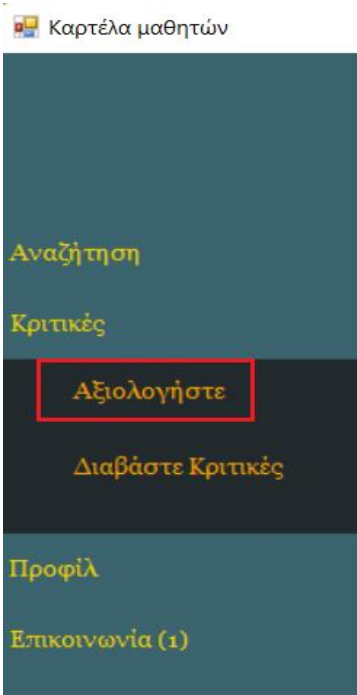 Καρτέλα μαθητών
Αναζήτηση
Κριτικές
Αξιολογήστε
Διαβάστε Κριτικές
Προφίλ
Επικοινωνία (1)